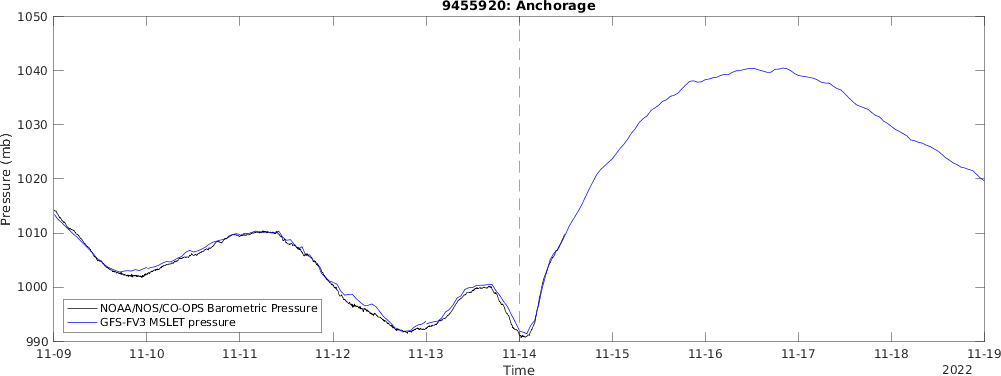 9455920: Anchorage
1050
1040
1030
1020
1010
1000
990
Pressure (mb)
NOAA/NOS/CO-OPS Barometric Pressure
GFS-FV3 MSLET pressure
11-09 11-10 11-11 11-12 11-13 11-14 11-15 11-16 11-17 11-18 11-19
Time
2022